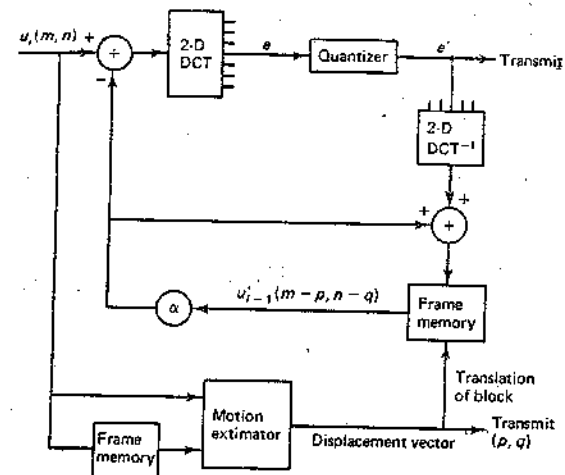 u_i(m, n) +
+
−
2-D
DCT
e
Quantizer
e′
Transmit
2-D
DCT⁻¹
+
+
+
α
u′_{i−1}(m − p, n − q)
Frame
memory
Translation
of block
Motion
extimator
Displacement vector
Transmit
(p, q)
Frame
memory